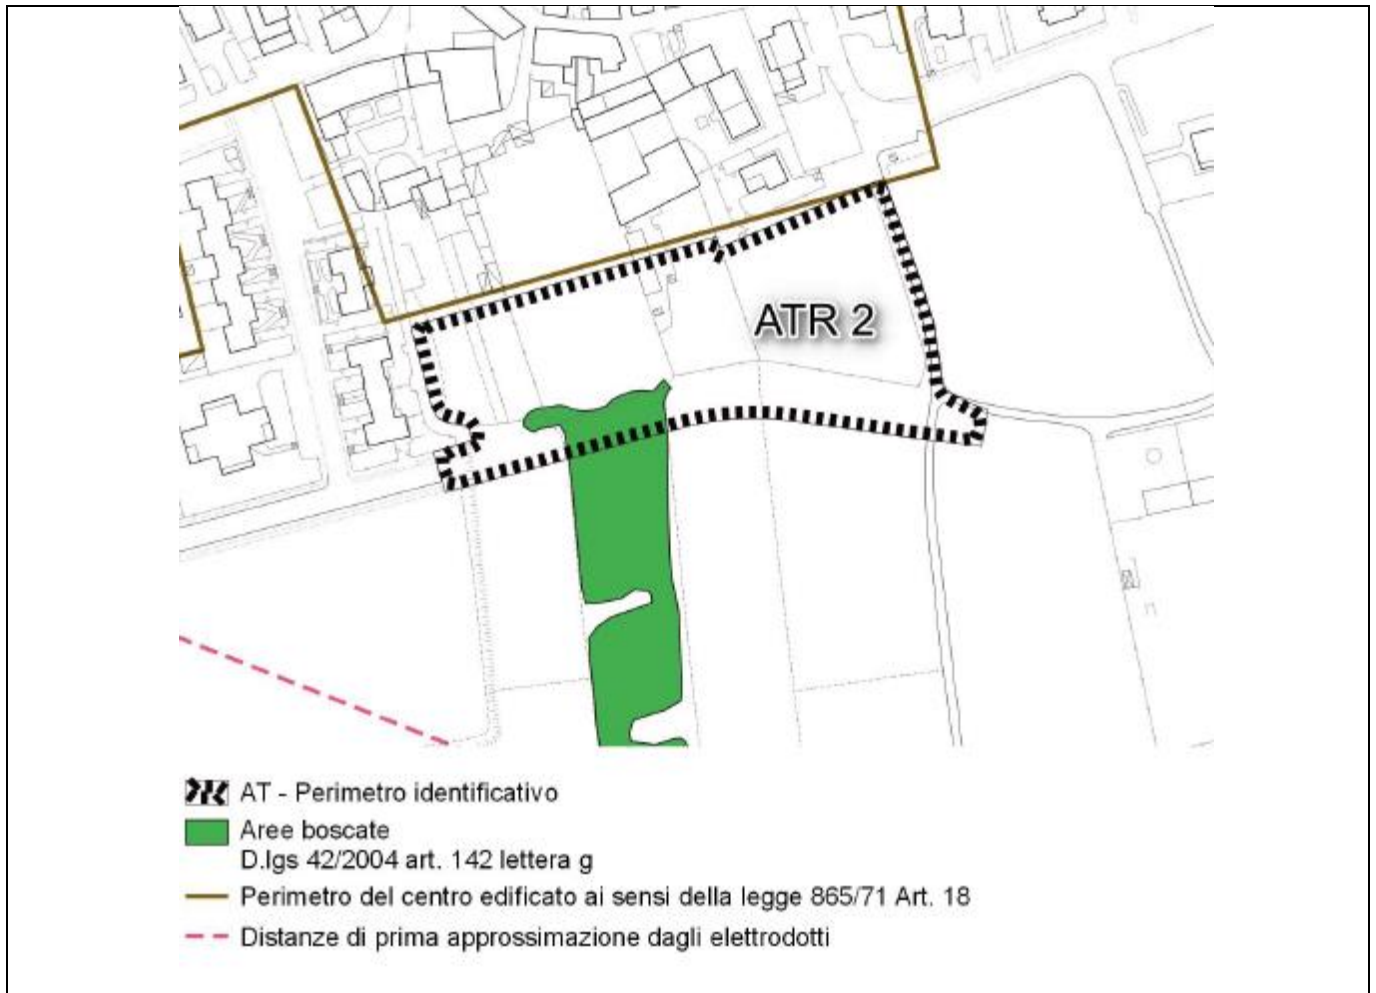 ATR 2
AT - Perimetro identificativo
Aree boscate
D.lgs 42/2004 art. 142 lettera g
Perimetro del centro edificato ai sensi della legge 865/71 Art. 18
Distanze di prima approssimazione dagli elettrodotti